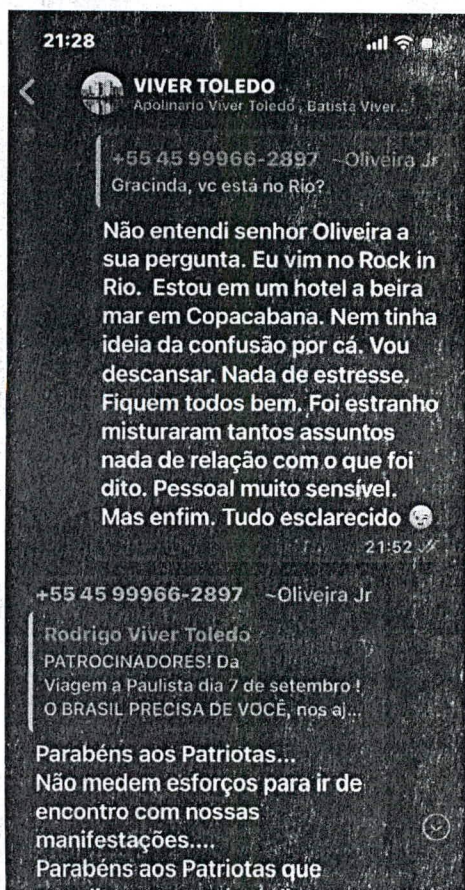 21:28
VIVER TOLEDO
Apolinario Viver Toledo, Batista Viver...
+55 45 99966-2897 ~Oliveira Jr
Gracinda, vc está no Rio?
Não entendi senhor Oliveira a
sua pergunta. Eu vim no Rock in
Rio. Estou em um hotel a beira
mar em Copacabana. Nem tinha
ideia da confusão por cá. Vou
descansar. Nada de estresse.
Fiquem todos bem. Foi estranho
misturaram tantos assuntos
nada de relação com o que foi
dito. Pessoal muito sensível.
Mas enfim. Tudo esclarecido 😉
21:52
+55 45 99966-2897 ~Oliveira Jr
Rodrigo Viver Toledo
PATROCINADORES! Da
Viagem a Paulista dia 7 de setembro !
O BRASIL PRECISA DE VOCÊ, nos aj...
Parabéns aos Patriotas...
Não medem esforços para ir de
encontro com nossas
manifestações....
Parabéns aos Patriotas que